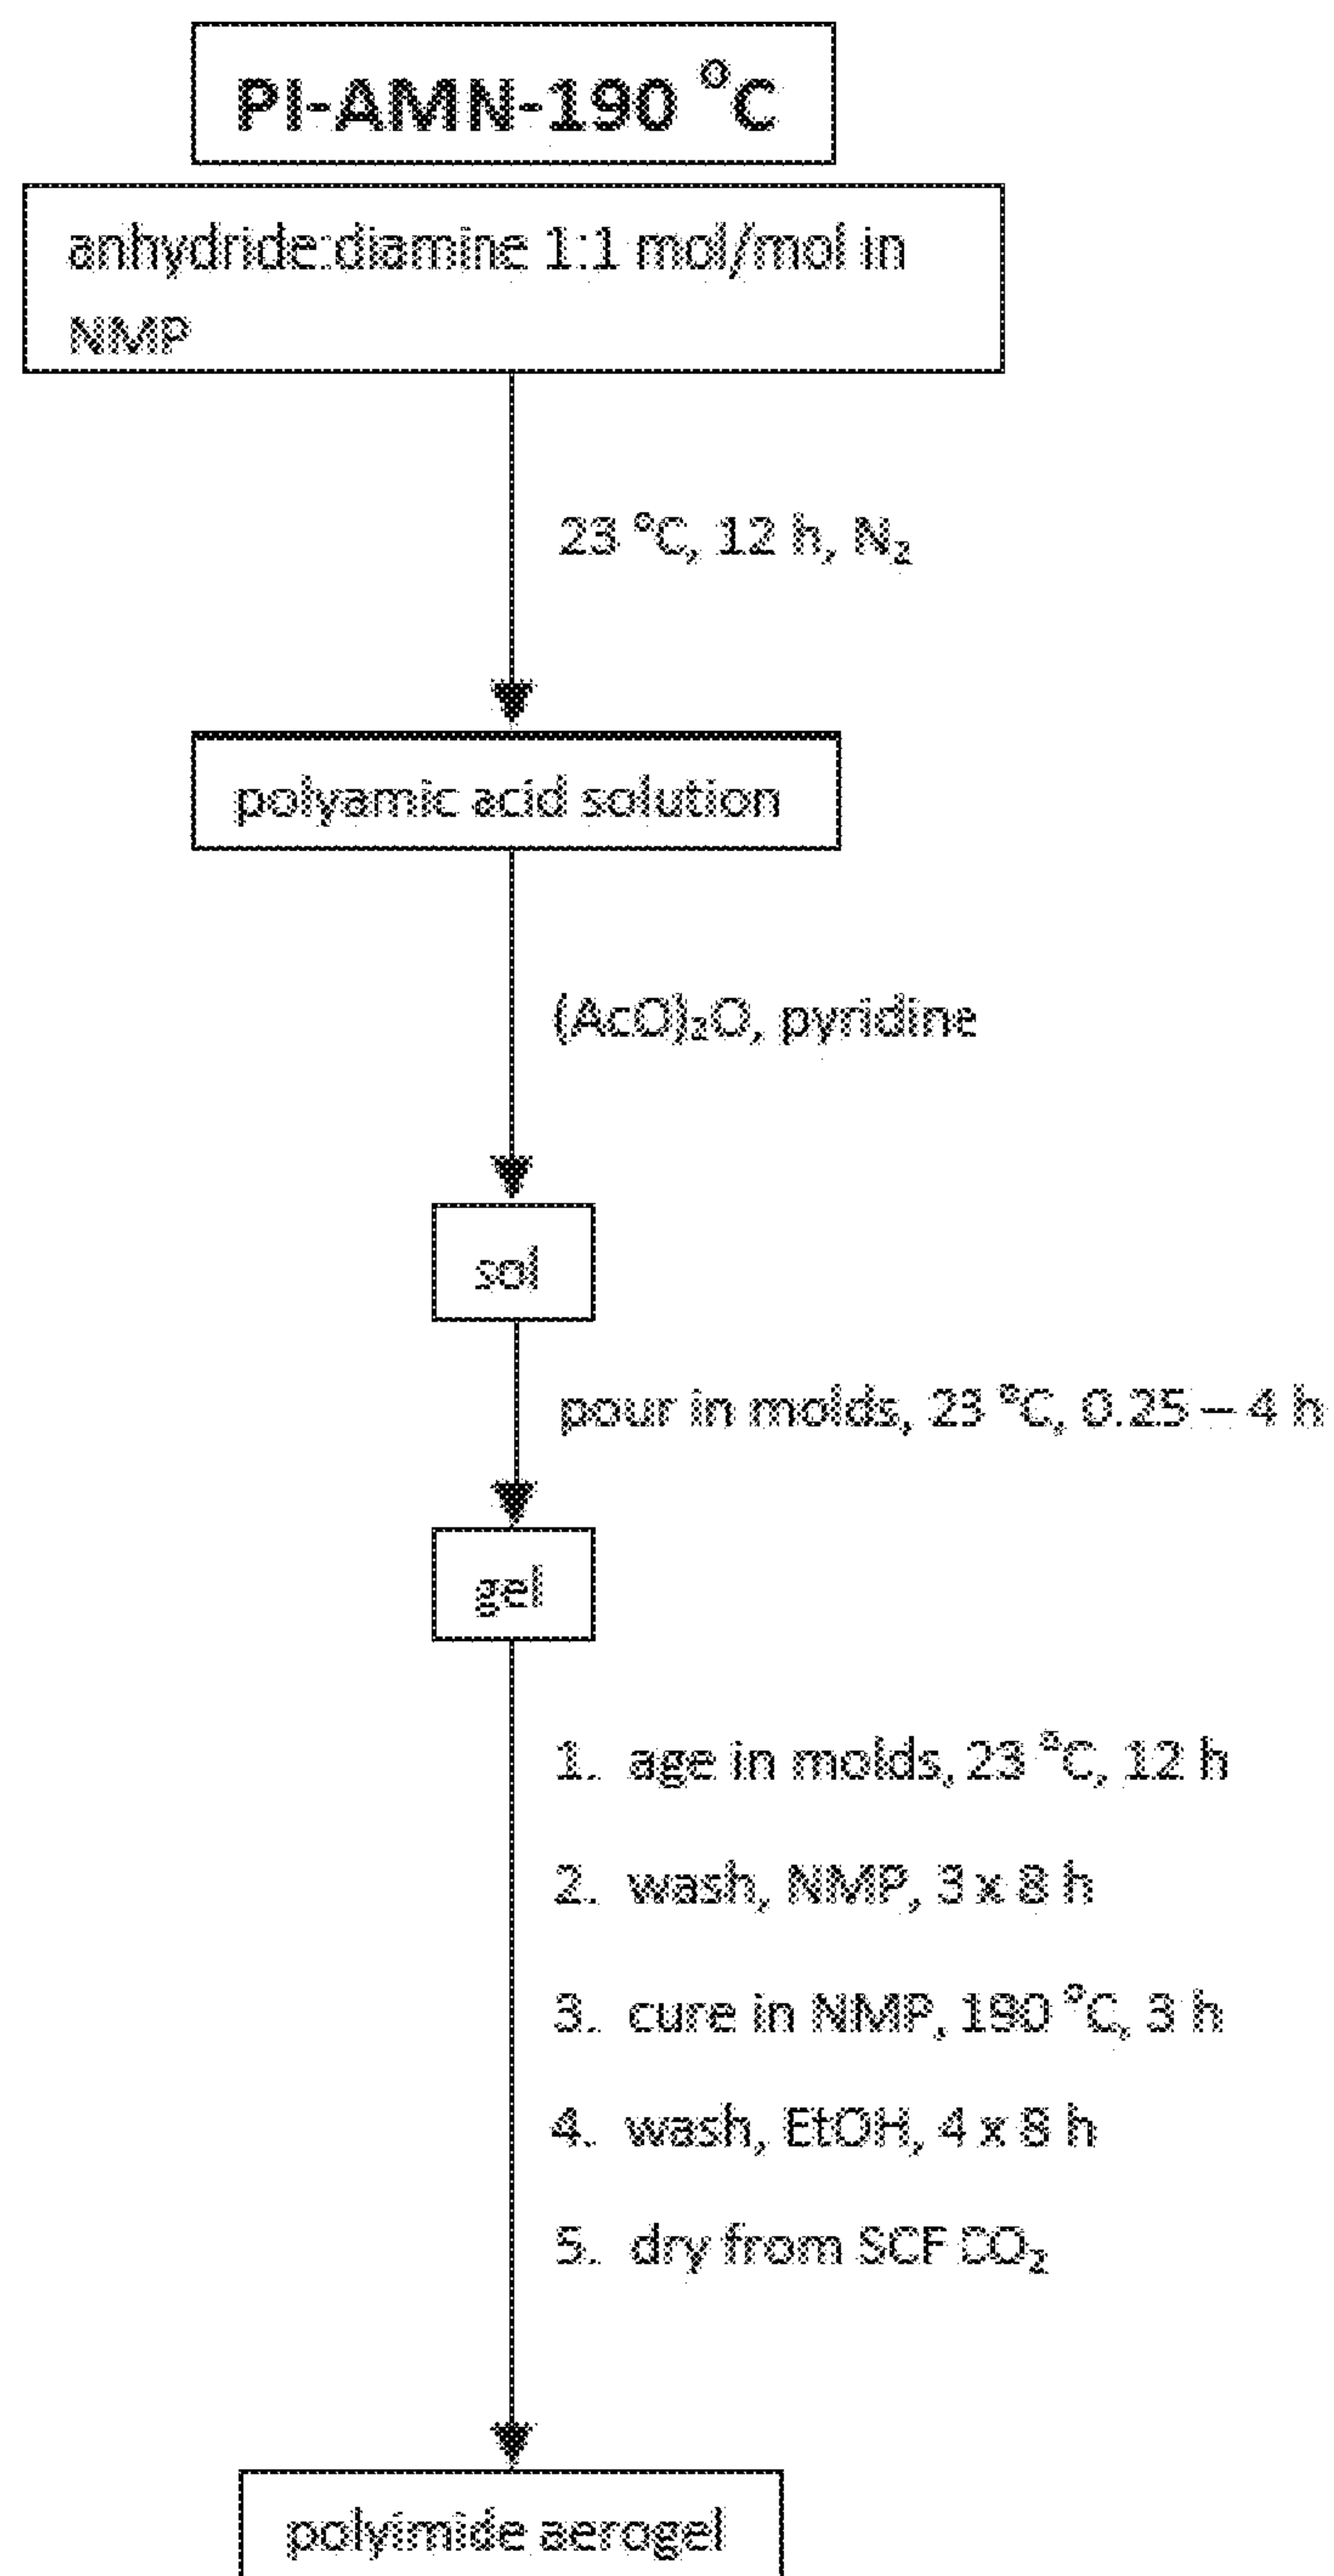 PI-AMN-190 °C
anhydride:diamine 1:1 mol/mol in
NMP
23 °C, 12 h, N₂
polyamic acid solution
(AcO)₂O, pyridine
sol
pour in molds, 23 °C, 0.25 – 4 h
gel
1. age in molds, 23 °C, 12 h
2. wash, NMP, 3 x 8 h
3. cure in NMP, 190 °C, 3 h
4. wash, EtOH, 4 x 8 h
5. dry from SCF CO₂
polyimide aerogel